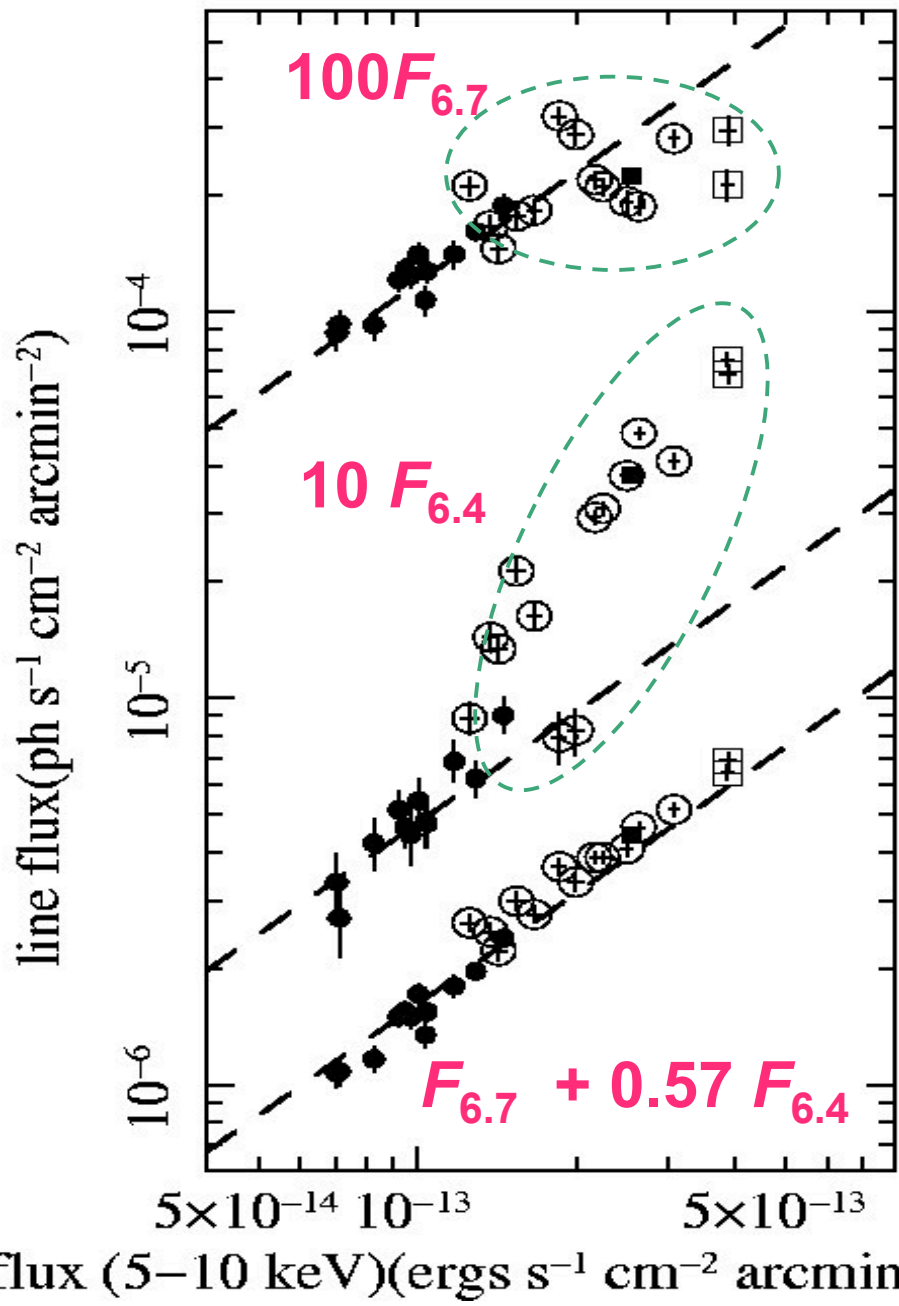 100F6.7
10 F6.4
F6.7 + 0.57 F6.4
line flux(ph s−1 cm−2 arcmin−2)
10−4
10−5
10−6
5×10−14 10−13 5×10−13
flux (5−10 keV)(ergs s−1 cm−2 arcmin